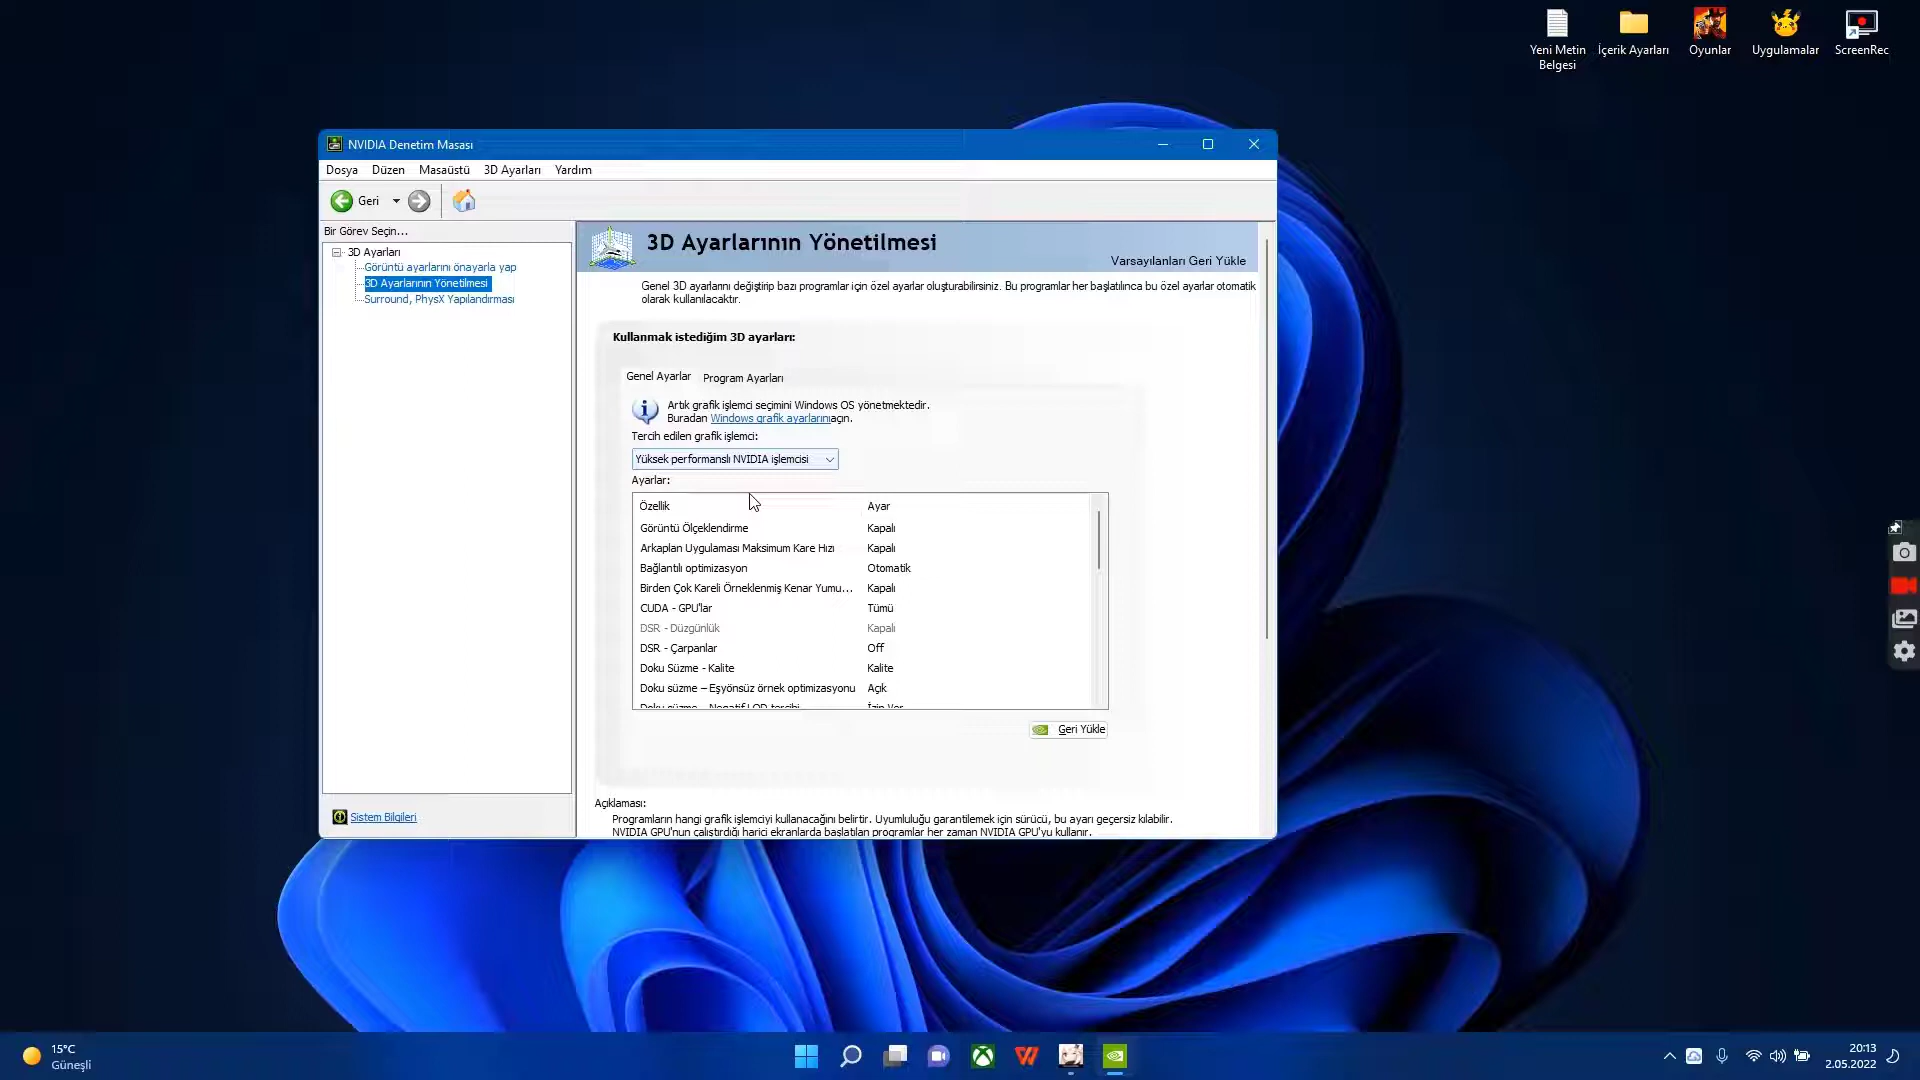 Yeni Metin
Belgesi
İçerik Ayarları
Oyunlar
Uygulamalar
ScreenRec
NVIDIA Denetim Masası
Dosya Düzen Masaüstü 3D Ayarları Yardım
Geri
Bir Görev Seçin...
3D Ayarları
Görüntü ayarlarını önayarla yap
3D Ayarlarının Yönetilmesi
Surround, PhysX Yapılandırması
Sistem Bilgileri
3D Ayarlarının Yönetilmesi
Varsayılanları Geri Yükle
Genel 3D ayarlarını değiştirip bazı programlar için özel ayarlar oluşturabilirsiniz. Bu programlar her başlatılınca bu özel ayarlar otomatik
olarak kullanılacaktır.
Kullanmak istediğim 3D ayarları:
Genel Ayarlar Program Ayarları
Artık grafik işlemci seçimini Windows OS yönetmektedir.
Buradan Windows grafik ayarlarınıaçın.
Tercih edilen grafik işlemci:
Yüksek performanslı NVIDIA işlemcisi
Ayarlar:
Özellik Ayar
Görüntü Ölçeklendirme Kapalı
Arkaplan Uygulaması Maksimum Kare Hızı Kapalı
Bağlantılı optimizasyon Otomatik
Birden Çok Kareli Örneklenmiş Kenar Yumu... Kapalı
CUDA - GPU'lar Tümü
DSR - Düzgünlük Kapalı
DSR - Çarpanlar Off
Doku Süzme - Kalite Kalite
Doku süzme – Eşyönsüz örnek optimizasyonu Açık
Doku süzme – Negatif LOD tercihi İzin Ver
Geri Yükle
Açıklaması:
Programların hangi grafik işlemciyi kullanacağını belirtir. Uyumluluğu garantilemek için sürücü, bu ayarı geçersiz kılabilir.
NVIDIA GPU'nun çalıştırdığı harici ekranlarda başlatılan programlar her zaman NVIDIA GPU'yu kullanır.
15°C
Güneşli
20:13
2.05.2022